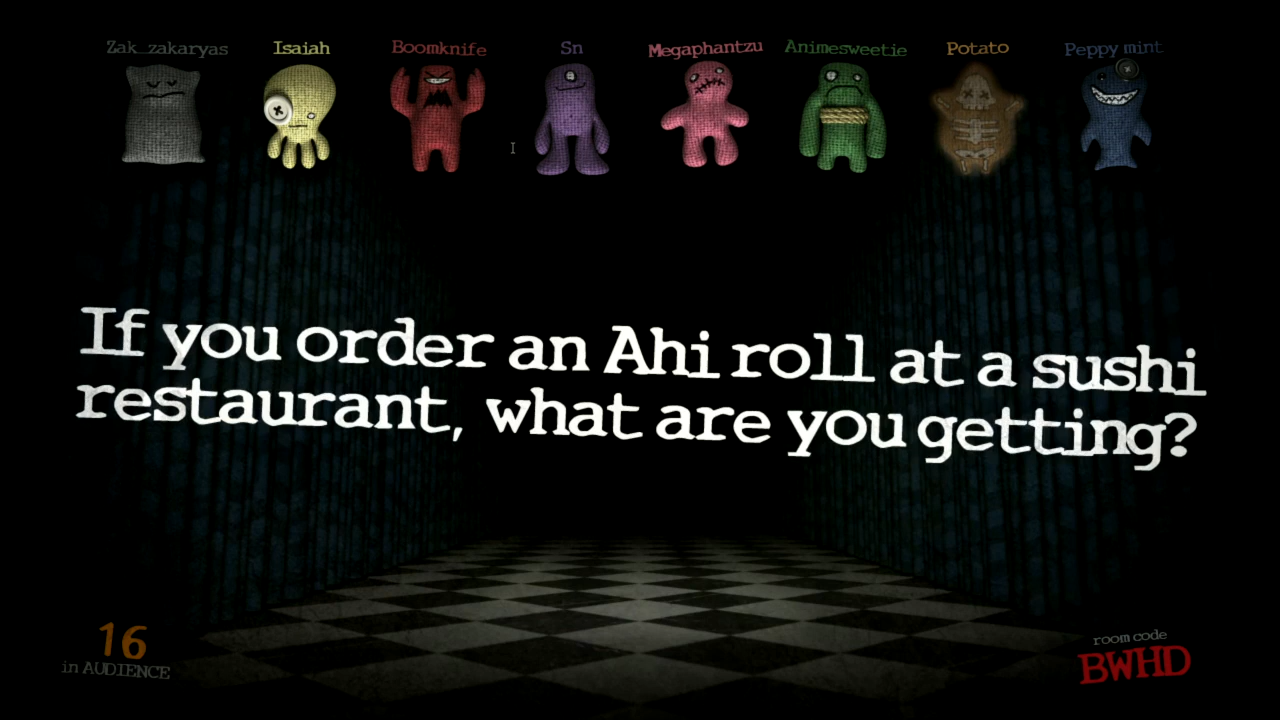 Zak_zakaryas Isaiah Boomknife Sn Megaphantzu Animesweetie Potato Peppy mint
If you order an Ahi roll at a sushi
restaurant, what are you getting?
16
in AUDIENCE
room code
BWHD